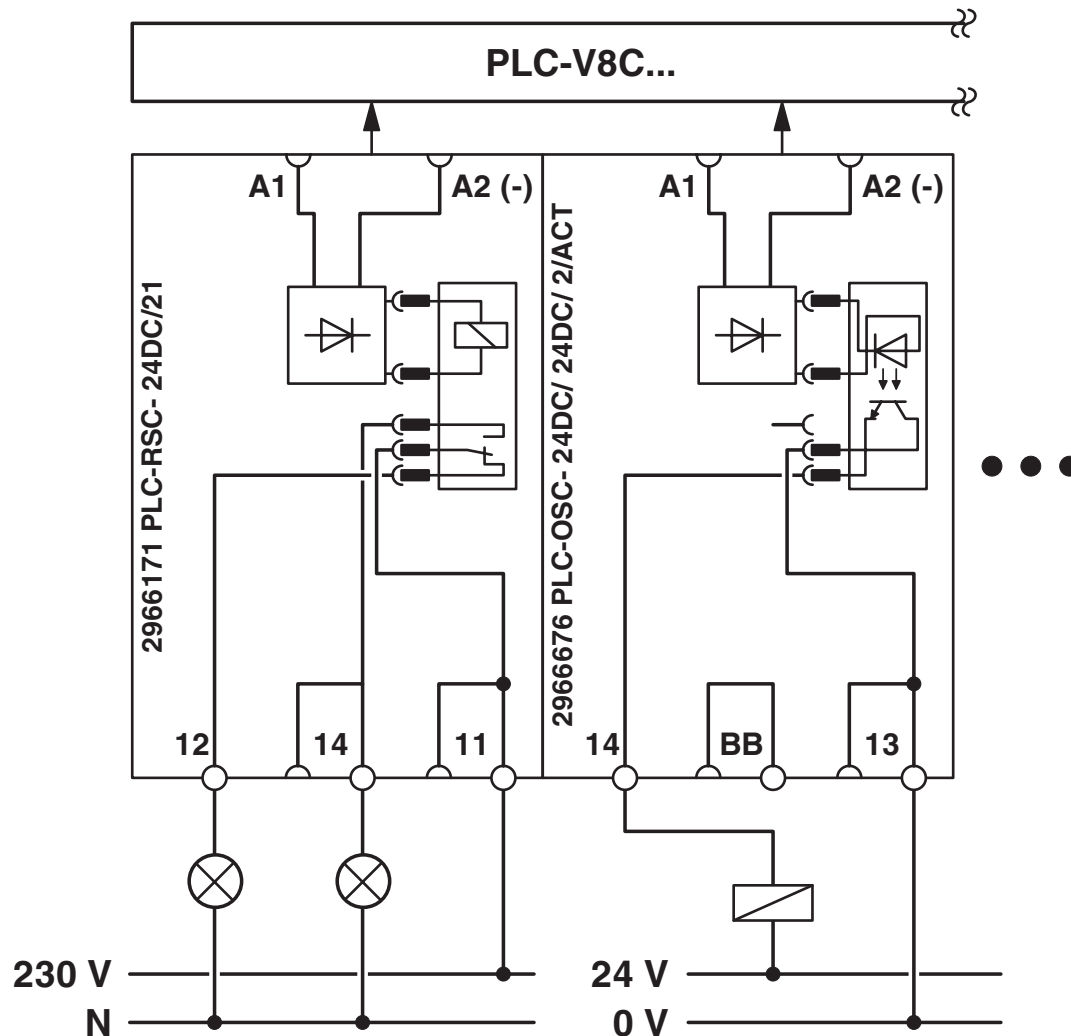 PLC-V8C...
A1
A2 (-)
A1
A2 (-)
2966171 PLC-RSC- 24DC/21
2966676 PLC-OSC- 24DC/ 24DC/ 2/ACT
12
14
11
14
BB
13
230 V
24 V
N
0 V